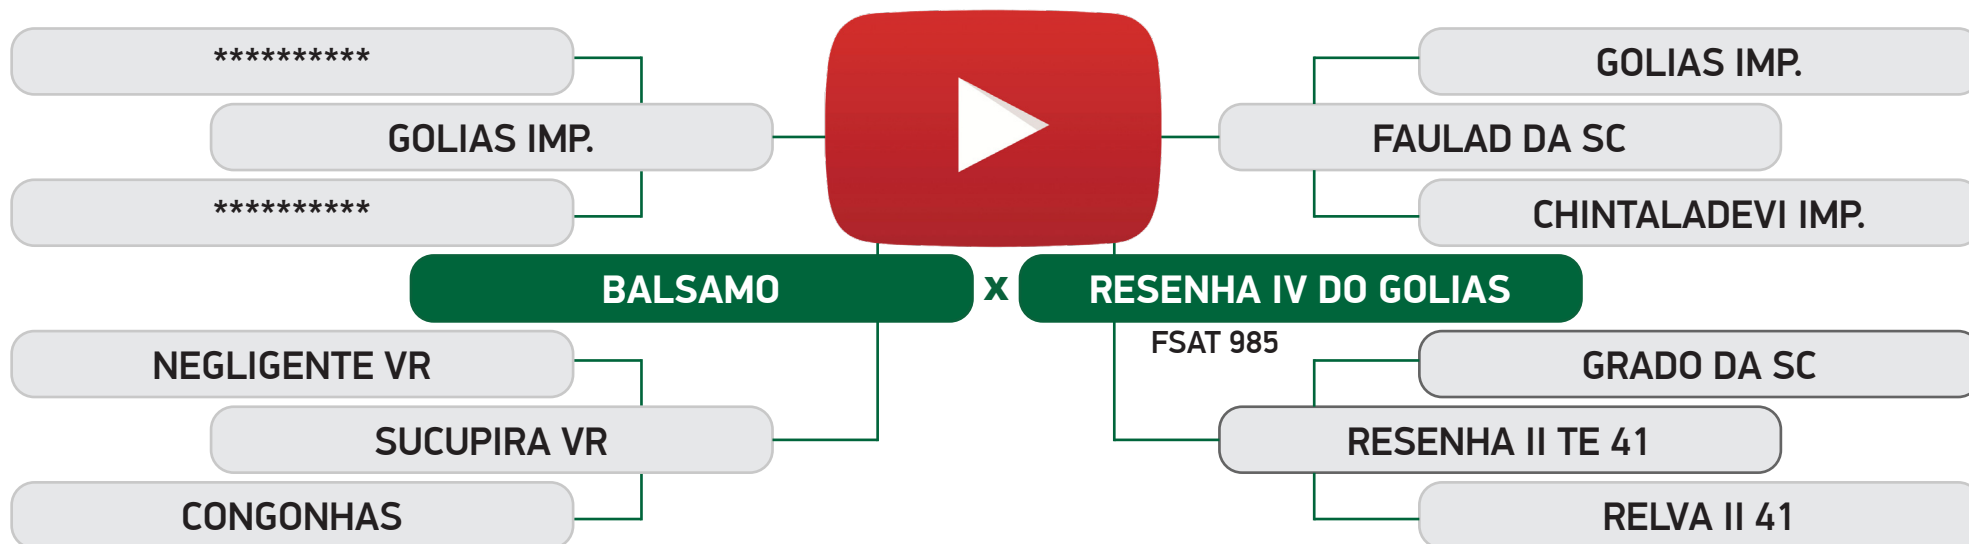 **********
GOLIAS IMP.
GOLIAS IMP.
FAULAD DA SC
**********
CHINTALADEVI IMP.
BALSAMO x RESENHA IV DO GOLIAS
FSAT 985
NEGLIGENTE VR
GRADO DA SC
SUCUPIRA VR
RESENHA II TE 41
CONGONHAS
RELVA II 41